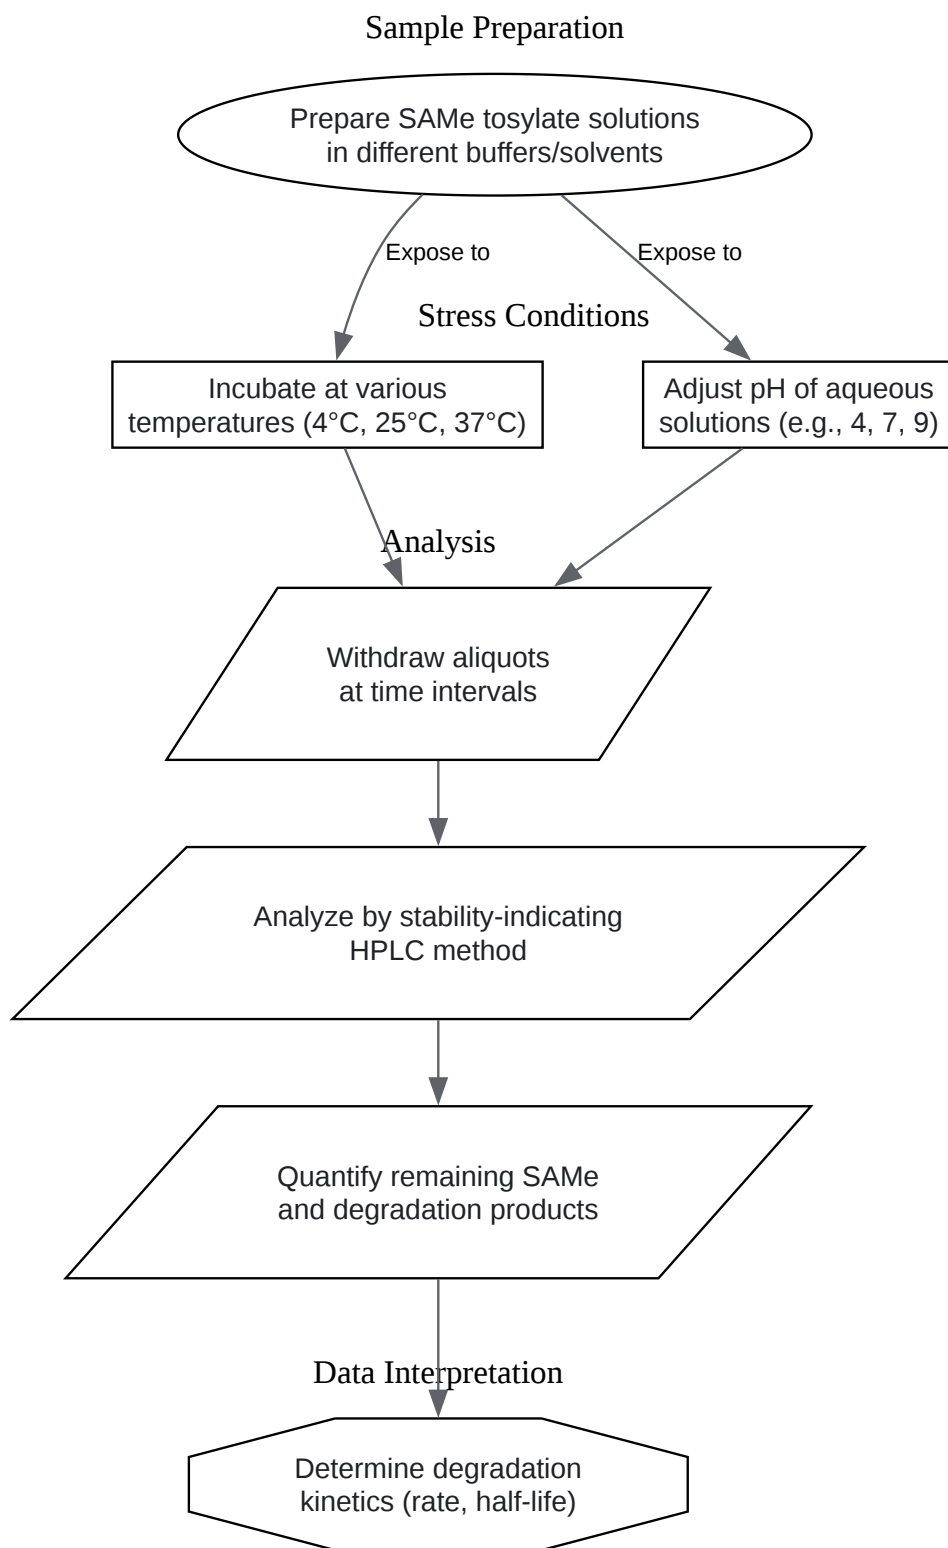 Sample Preparation
Prepare SAMe tosylate solutions
in different buffers/solvents
Expose to
Expose to
Stress Conditions
Incubate at various
temperatures (4°C, 25°C, 37°C)
Adjust pH of aqueous
solutions (e.g., 4, 7, 9)
Analysis
Withdraw aliquots
at time intervals
Analyze by stability-indicating
HPLC method
Quantify remaining SAMe
and degradation products
Data Interpretation
Determine degradation
kinetics (rate, half-life)